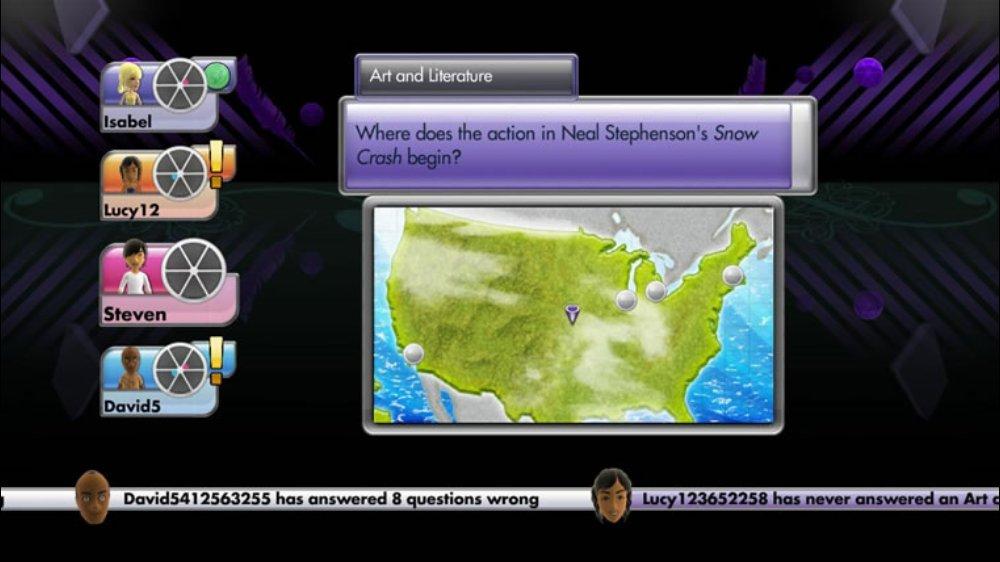 Art and Literature
Where does the action in Neal Stephenson's Snow
Crash begin?
Isabel
Lucy12
Steven
David5
David5412563255 has answered 8 questions wrong
Lucy123652258 has never answered an Art